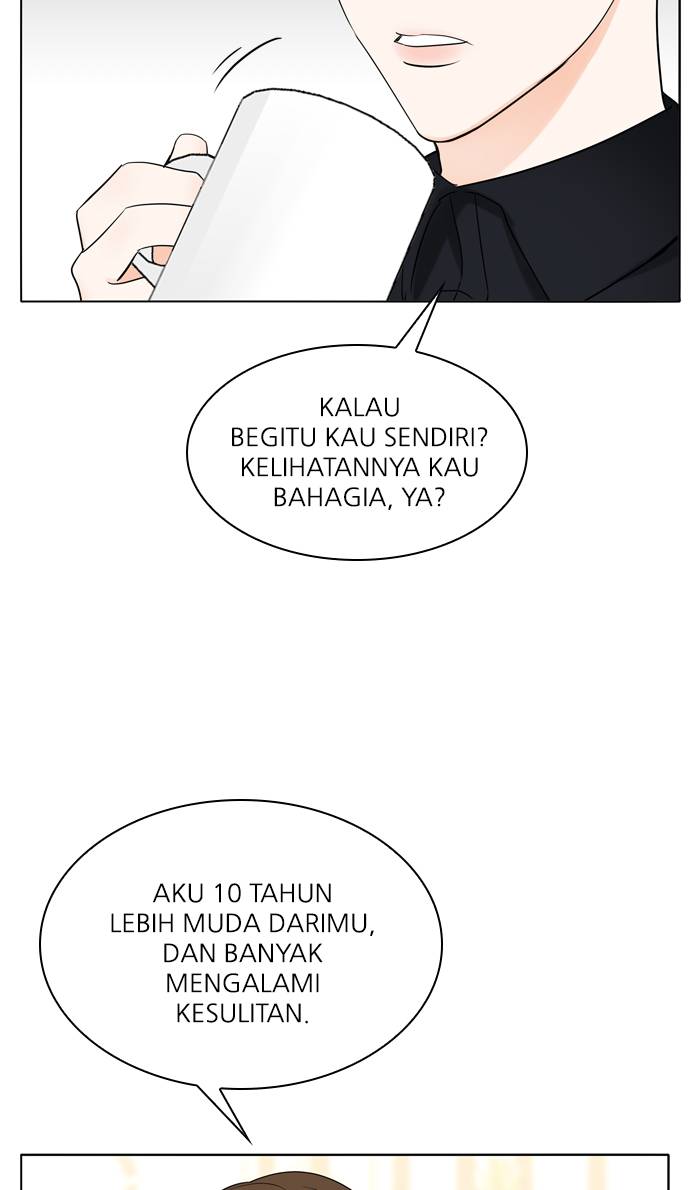 KALAU
BEGITU KAU SENDIRI?
KELIHATANNYA KAU
BAHAGIA, YA?
AKU 10 TAHUN
LEBIH MUDA DARIMU,
DAN BANYAK
MENGALAMI
KESULITAN.